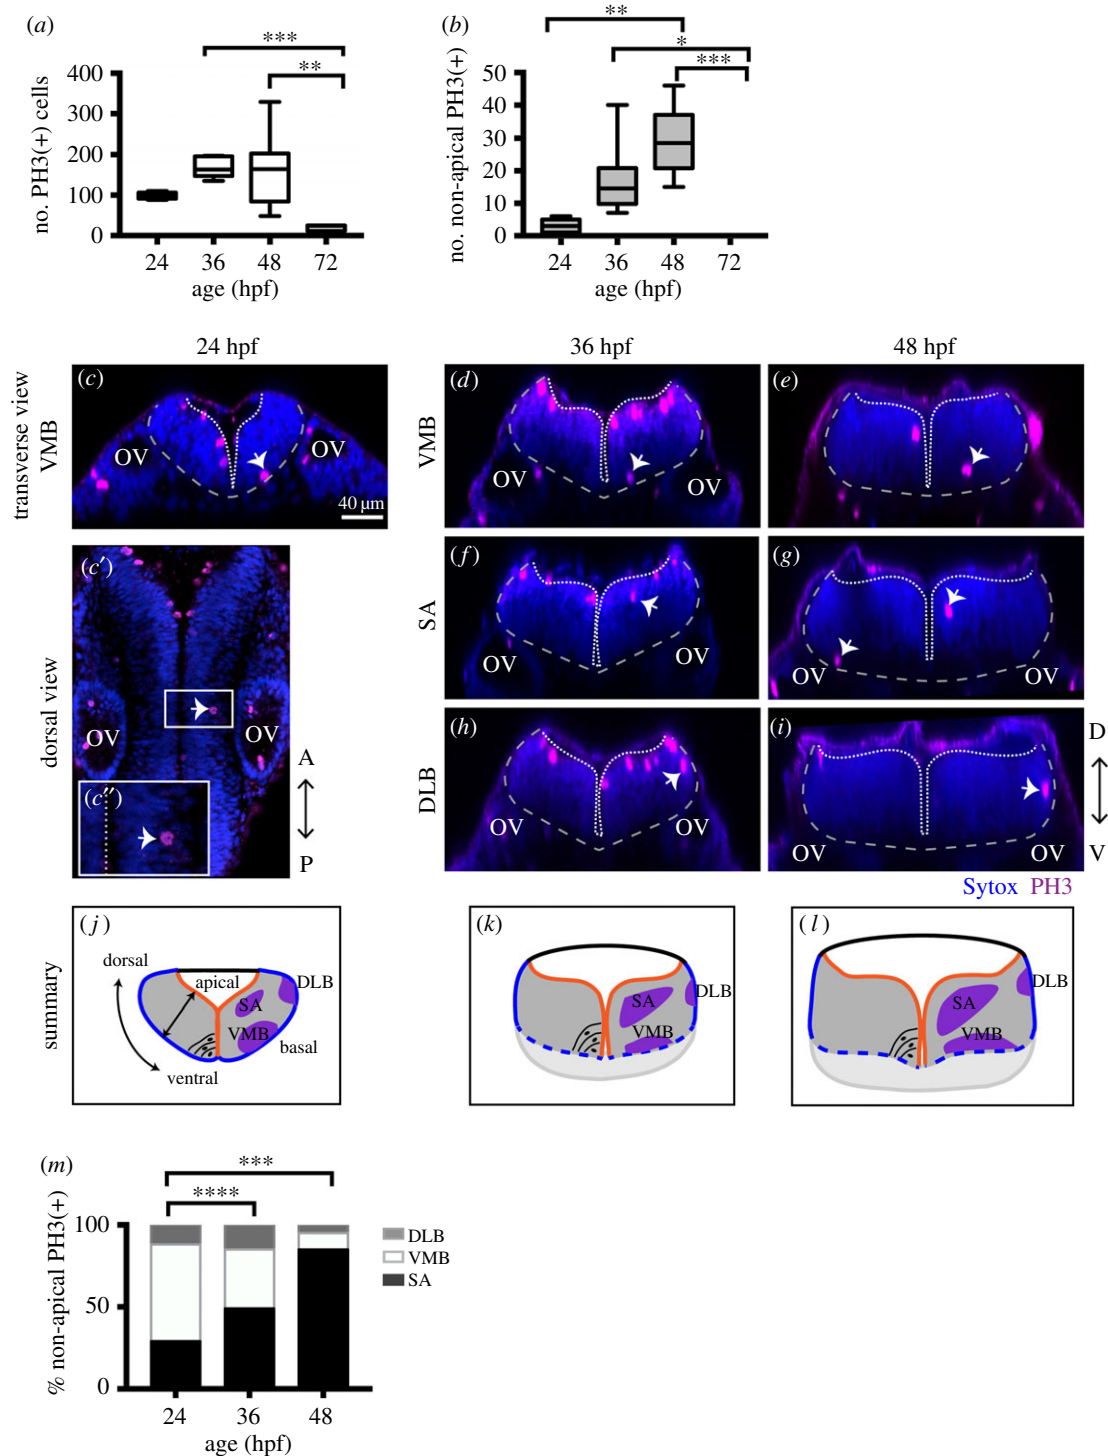 (a)
***
**
no. PH3(+) cells
400
300
200
100
0
24 36 48 72
age (hpf)
(b)
**
*
***
no. non-apical PH3(+)
50
40
30
20
10
0
24 36 48 72
age (hpf)
24 hpf
36 hpf
48 hpf
transverse view
VMB
(c)
OV
OV
40 µm
VMB
(d)
OV
OV
(e)
dorsal view
(c′)
OV
OV
(c″)
A
P
SA
(f)
OV
OV
(g)
OV
OV
DLB
(h)
OV
OV
(i)
OV
OV
D
V
Sytox PH3
summary
(j)
dorsal
apical
DLB
SA
VMB
basal
ventral
(k)
SA
DLB
VMB
(l)
DLB
SA
VMB
(m)
***
****
% non-apical PH3(+)
100
50
0
24 36 48
age (hpf)
DLB
VMB
SA